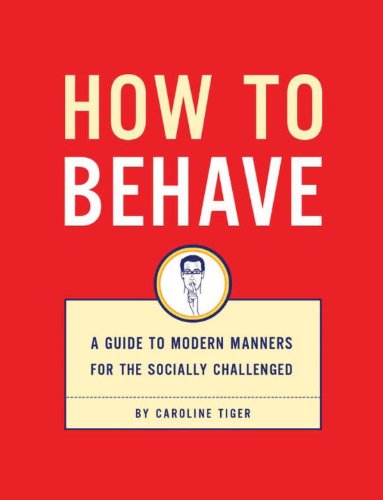 HOW TO
BEHAVE
A GUIDE TO MODERN MANNERS
FOR THE SOCIALLY CHALLENGED
BY CAROLINE TIGER